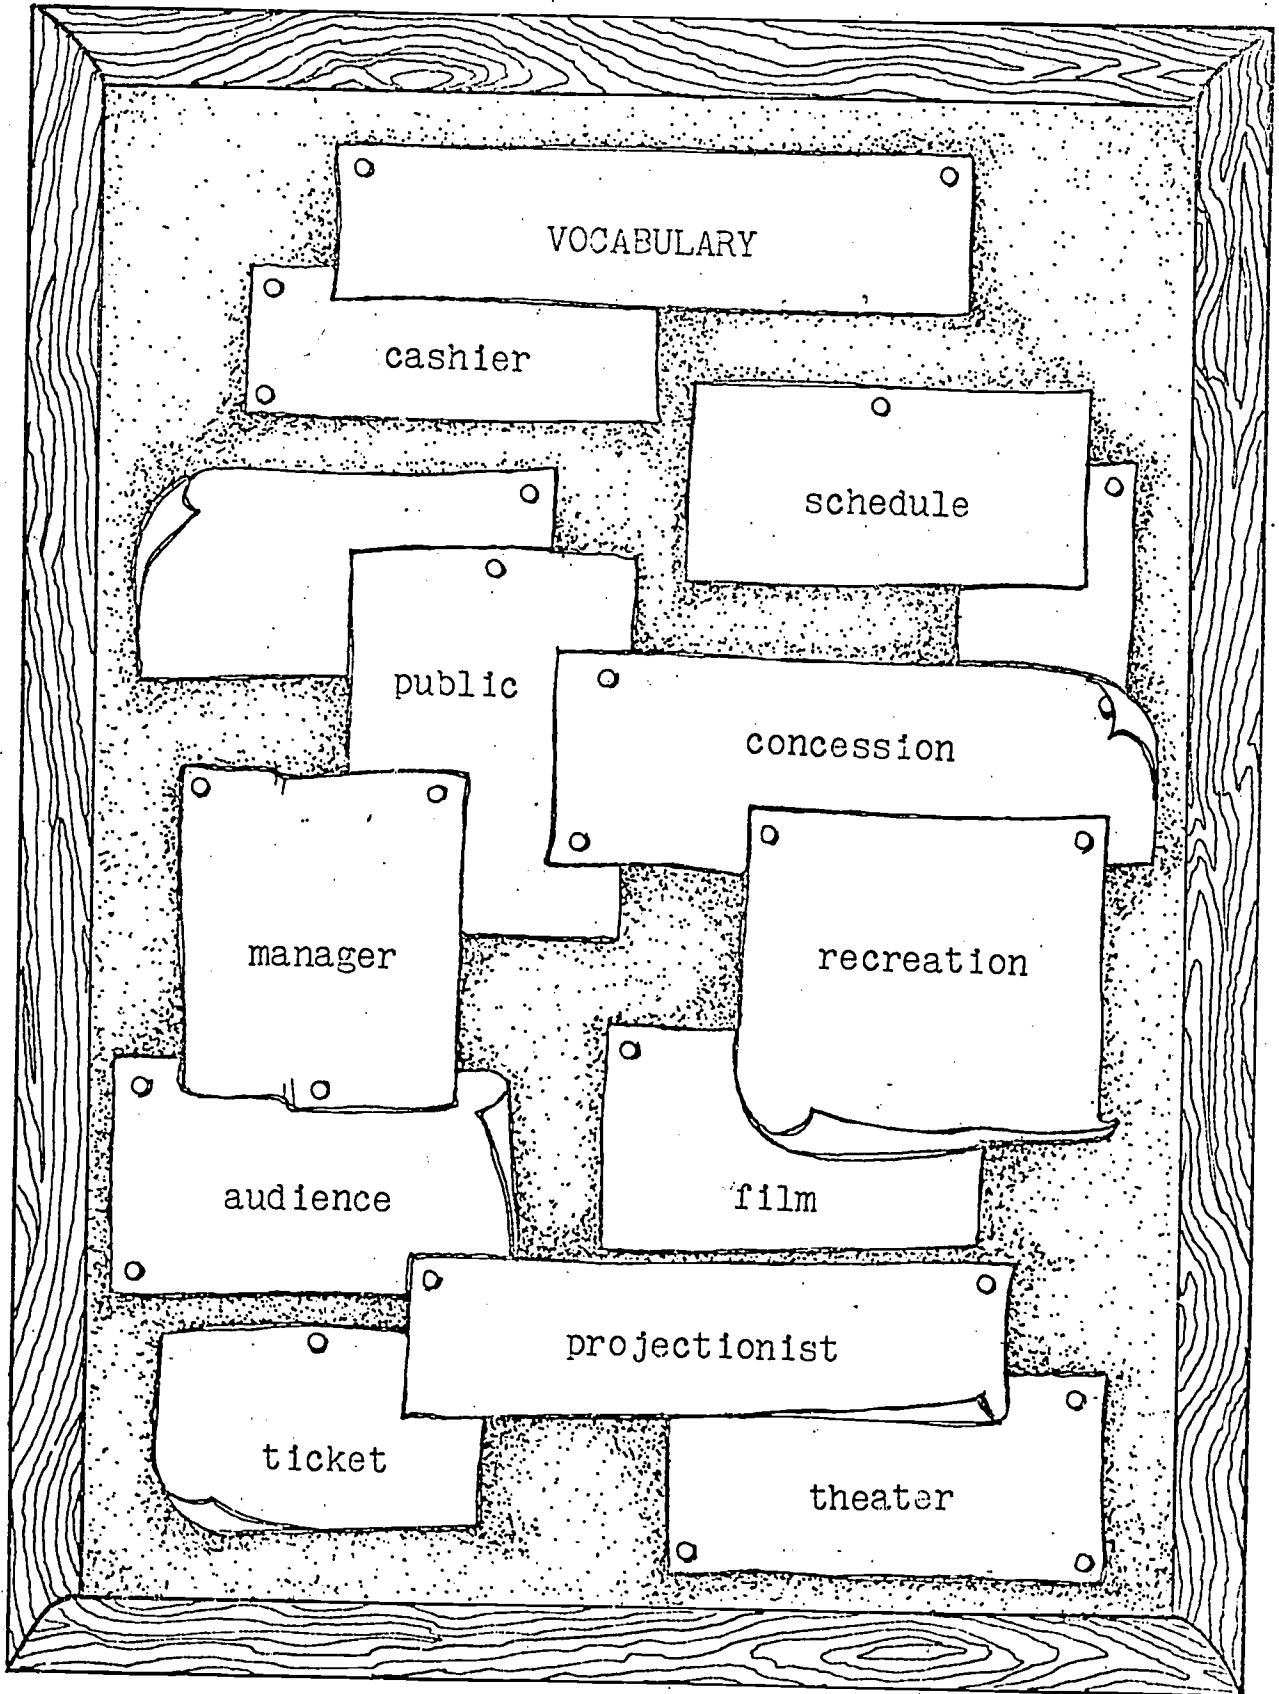 VOCABULARY
cashier
schedule
public
concession
manager
recreation
audience
film
projectionist
ticket
theater